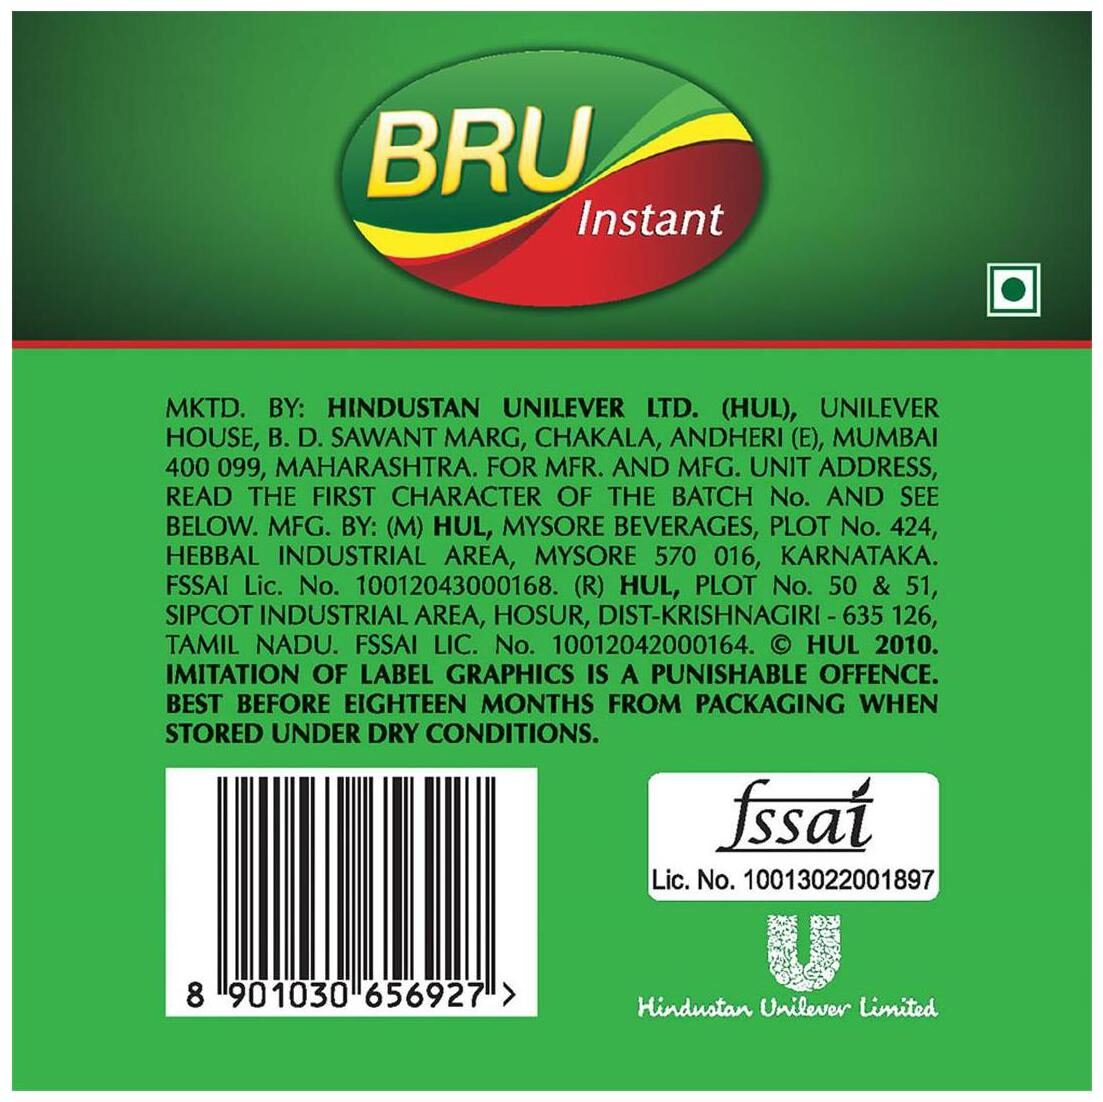 BRU
Instant
MKTD. BY: HINDUSTAN UNILEVER LTD. (HUL), UNILEVER
HOUSE, B. D. SAWANT MARG, CHAKALA, ANDHERI (E), MUMBAI
400 099, MAHARASHTRA. FOR MFR. AND MFG. UNIT ADDRESS,
READ THE FIRST CHARACTER OF THE BATCH No. AND SEE
BELOW. MFG. BY: (M) HUL, MYSORE BEVERAGES, PLOT No. 424,
HEBBAL INDUSTRIAL AREA, MYSORE 570 016, KARNATAKA.
FSSAI Lic. No. 10012043000168. (R) HUL, PLOT No. 50 & 51,
SIPCOT INDUSTRIAL AREA, HOSUR, DIST-KRISHNAGIRI - 635 126,
TAMIL NADU. FSSAI LIC. No. 10012042000164. © HUL 2010.
IMITATION OF LABEL GRAPHICS IS A PUNISHABLE OFFENCE.
BEST BEFORE EIGHTEEN MONTHS FROM PACKAGING WHEN
STORED UNDER DRY CONDITIONS.
8 901030 656927 >
fssai
Lic. No. 10013022001897
Hindustan Unilever Limited